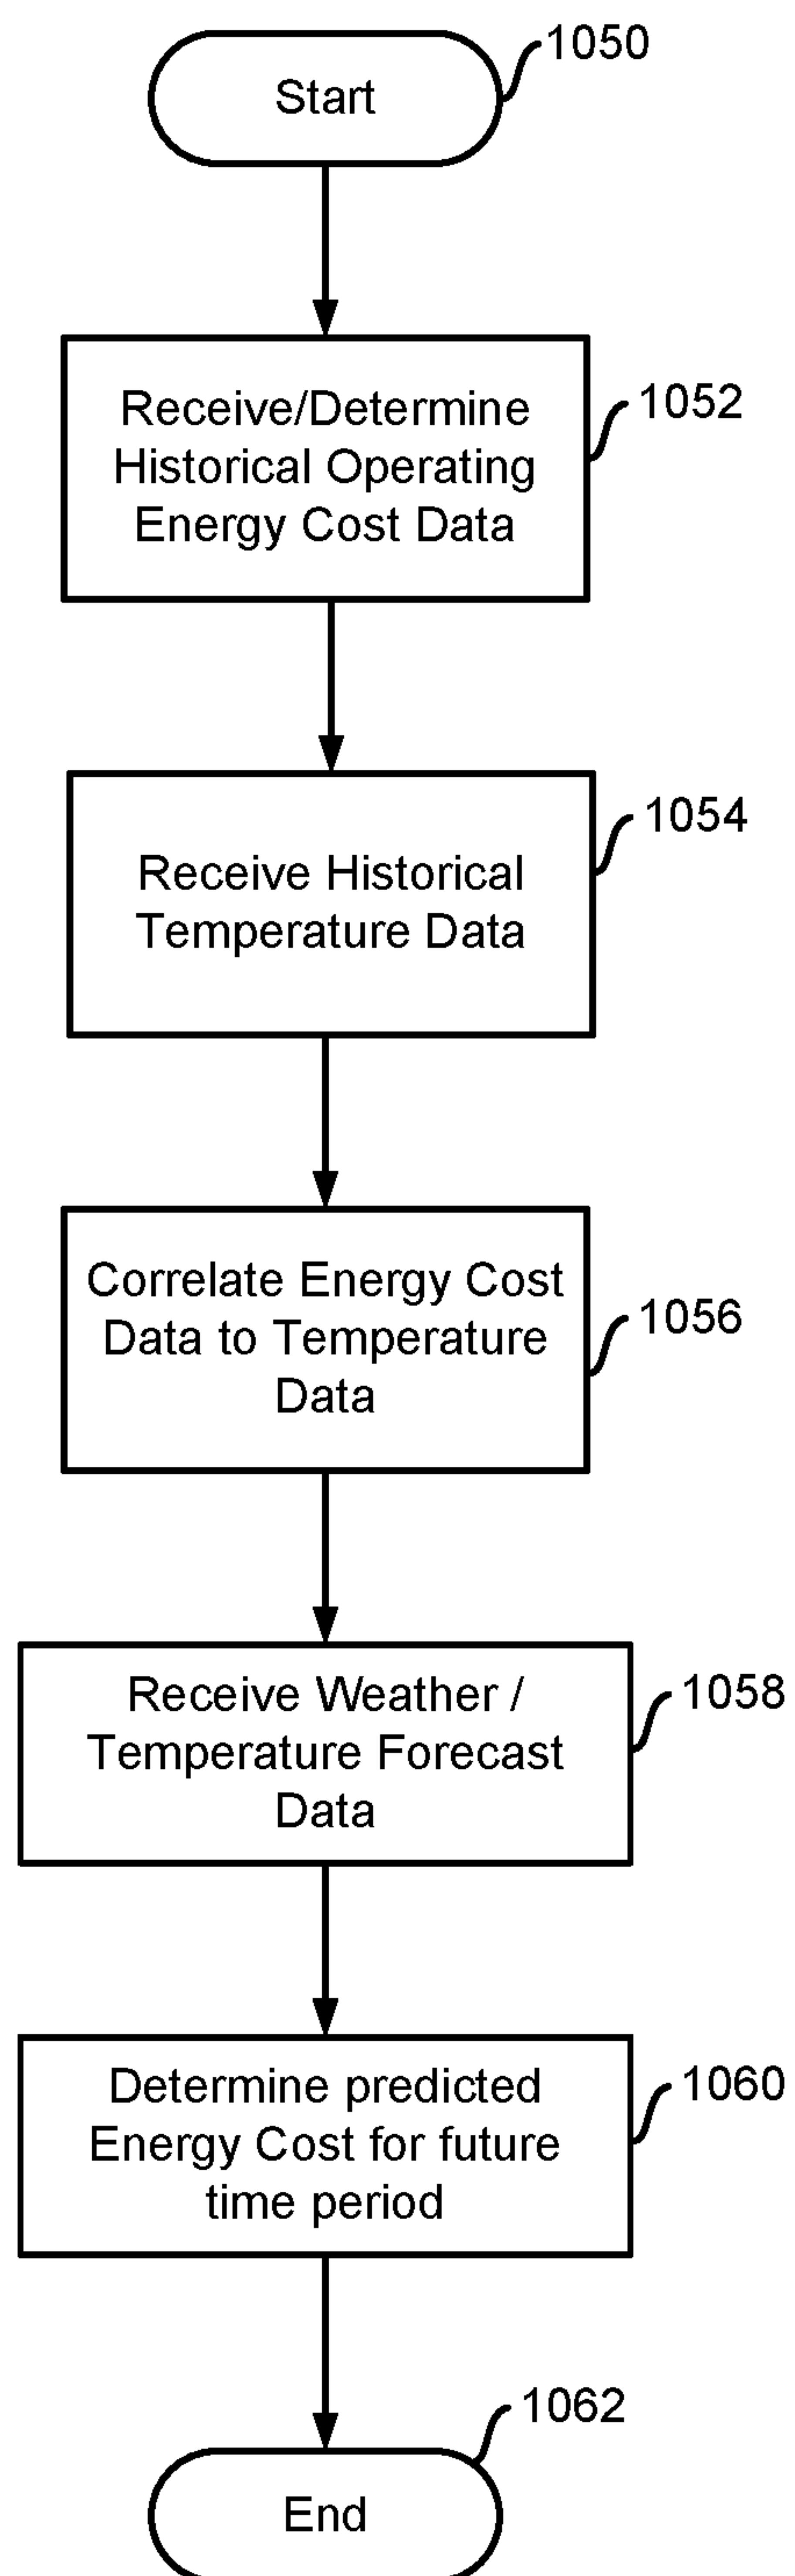 1050
Start
1052
Receive/Determine
Historical Operating
Energy Cost Data
1054
Receive Historical
Temperature Data
Correlate Energy Cost
1056
Data to Temperature
Data
1058
Receive Weather /
Temperature Forecast
Data
1060
Determine predicted
Energy Cost for future
time period
1062
End